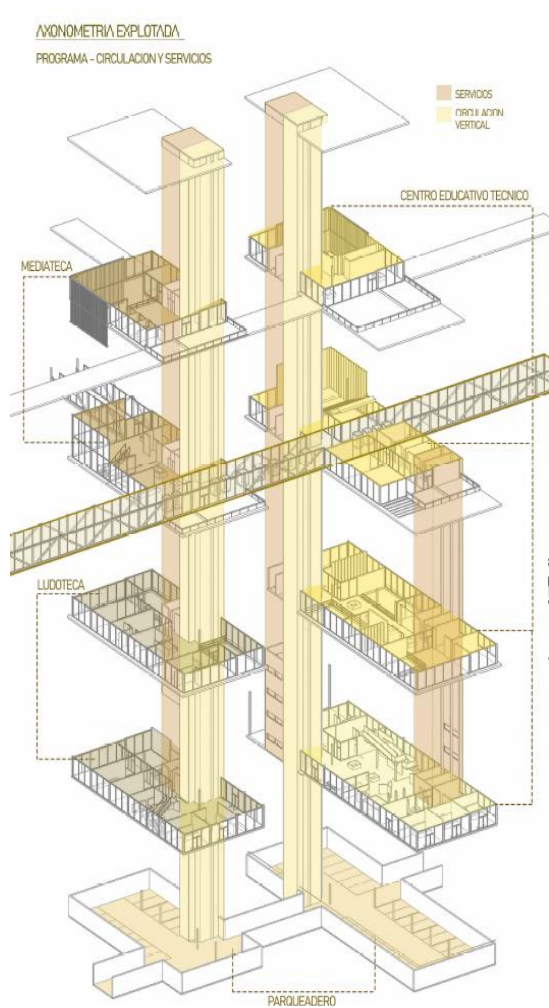 AXONOMETRIA EXPLOTADA
PROGRAMA - CIRCULACION Y SERVICIOS
SERVICIOS
CIRCULACION
VERTICAL
CENTRO EDUCATIVO TECNICO
MEDIATECA
LUDOTECA
PARQUEADERO